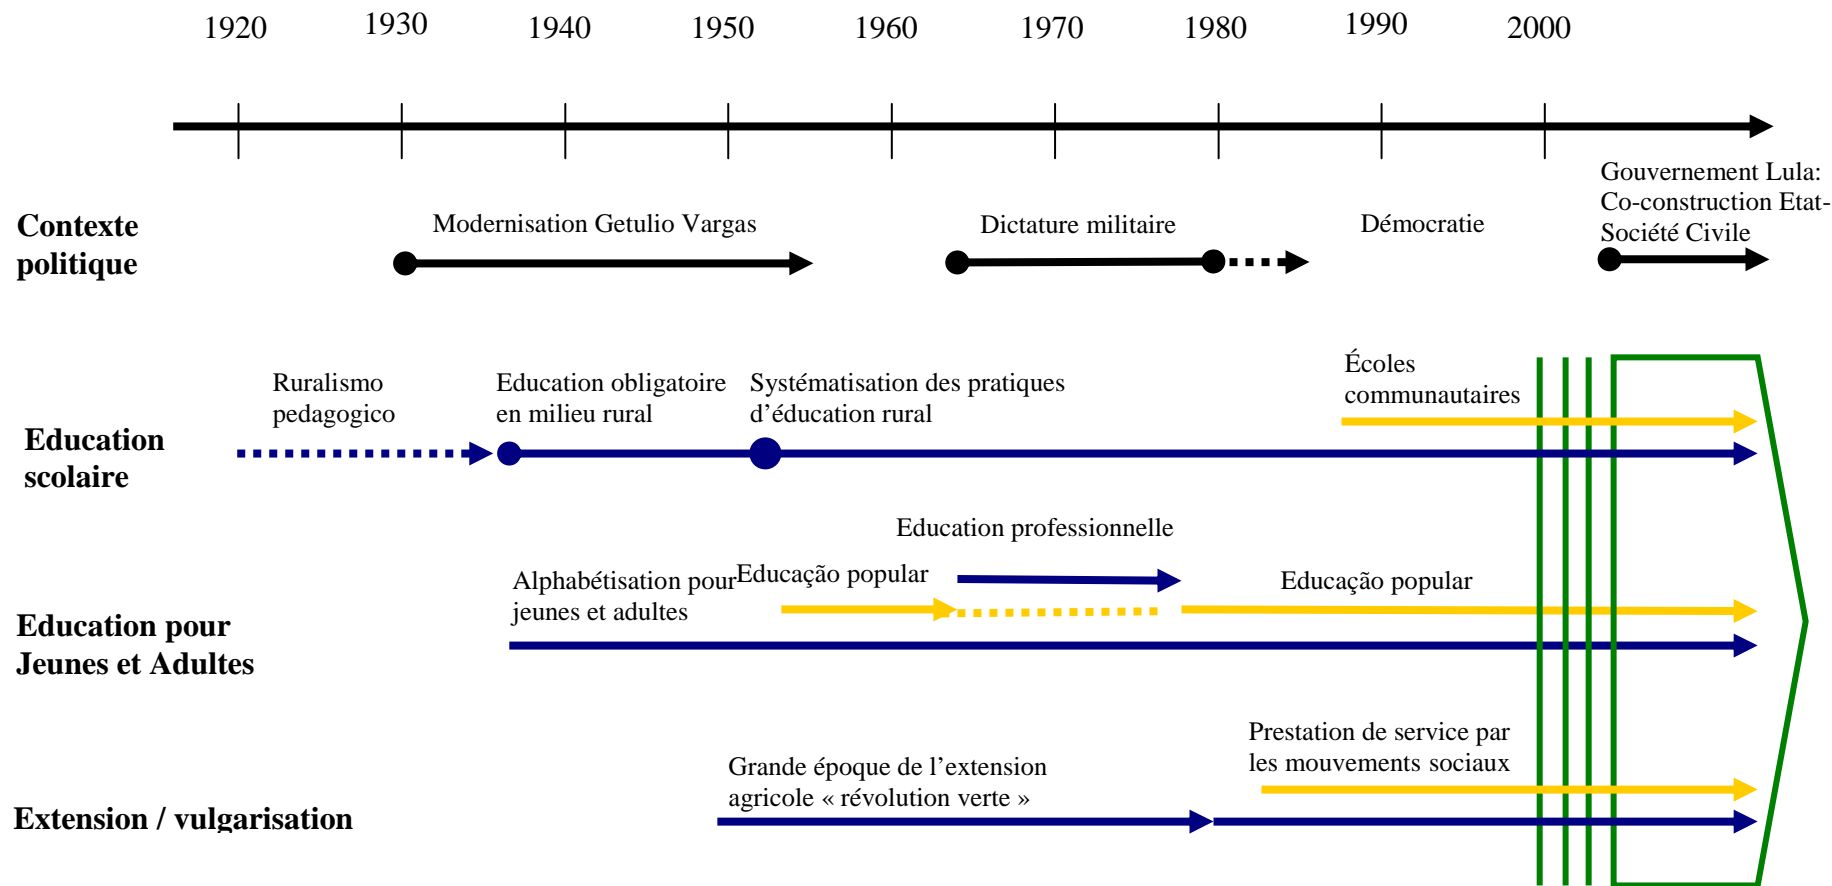 1920 1930 1940 1950 1960 1970 1980 1990 2000
Contexte
politique
Modernisation Getulio Vargas
Dictature militaire
Démocratie
Gouvernement Lula:
Co-construction Etat-
Société Civile
Education
scolaire
Ruralismo
pedagogico
Education obligatoire
en milieu rural
Systématisation des pratiques
d’éducation rural
Écoles
communautaires
Education pour
Jeunes et Adultes
Alphabétisation pour
jeunes et adultes
Educação popular
Education professionnelle
Educação popular
Extension / vulgarisation
Grande époque de l’extension
agricole « révolution verte »
Prestation de service par
les mouvements sociaux